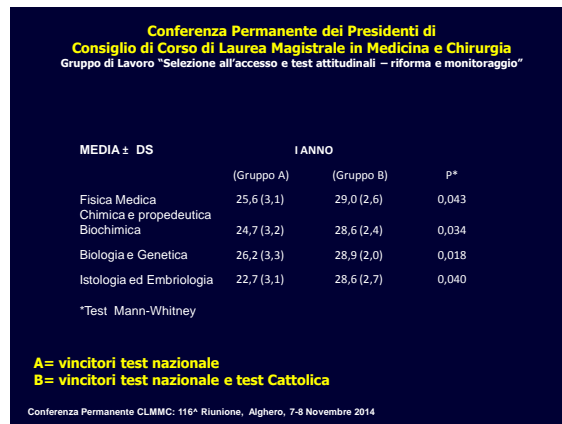 Conferenza Permanente dei Presidenti di
Consiglio di Corso di Laurea Magistrale in Medicina e Chirurgia
Gruppo di Lavoro “Selezione all’accesso e test attitudinali – riforma e monitoraggio”
MEDIA ± DS I ANNO
(Gruppo A) (Gruppo B) P*
Fisica Medica 25,6 (3,1) 29,0 (2,6) 0,043
Chimica e propedeutica
Biochimica 24,7 (3,2) 28,6 (2,4) 0,034
Biologia e Genetica 26,2 (3,3) 28,9 (2,0) 0,018
Istologia ed Embriologia 22,7 (3,1) 28,6 (2,7) 0,040
*Test Mann-Whitney
A= vincitori test nazionale
B= vincitori test nazionale e test Cattolica
Conferenza Permanente CLMMC: 116^ Riunione, Alghero, 7-8 Novembre 2014